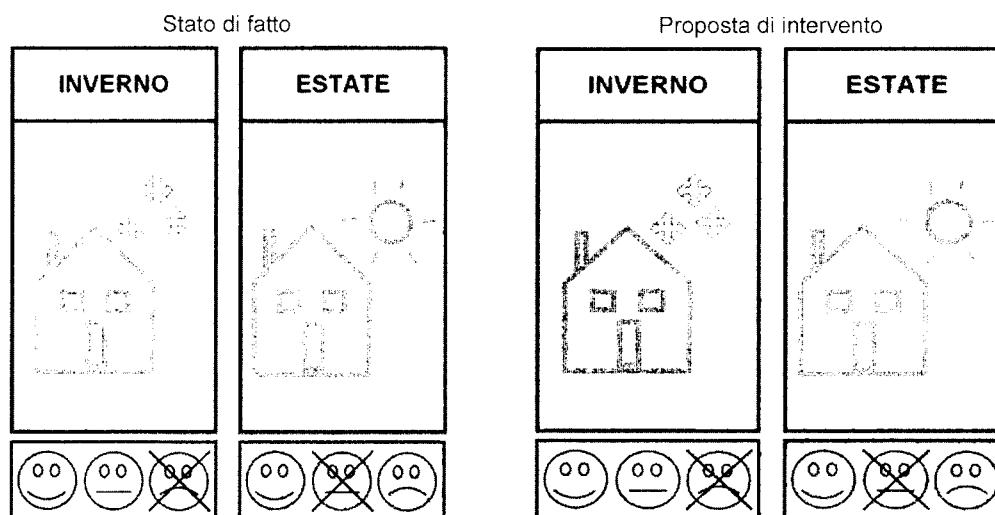 Stato di fatto
Proposta di intervento
INVERNO
ESTATE
INVERNO
ESTATE